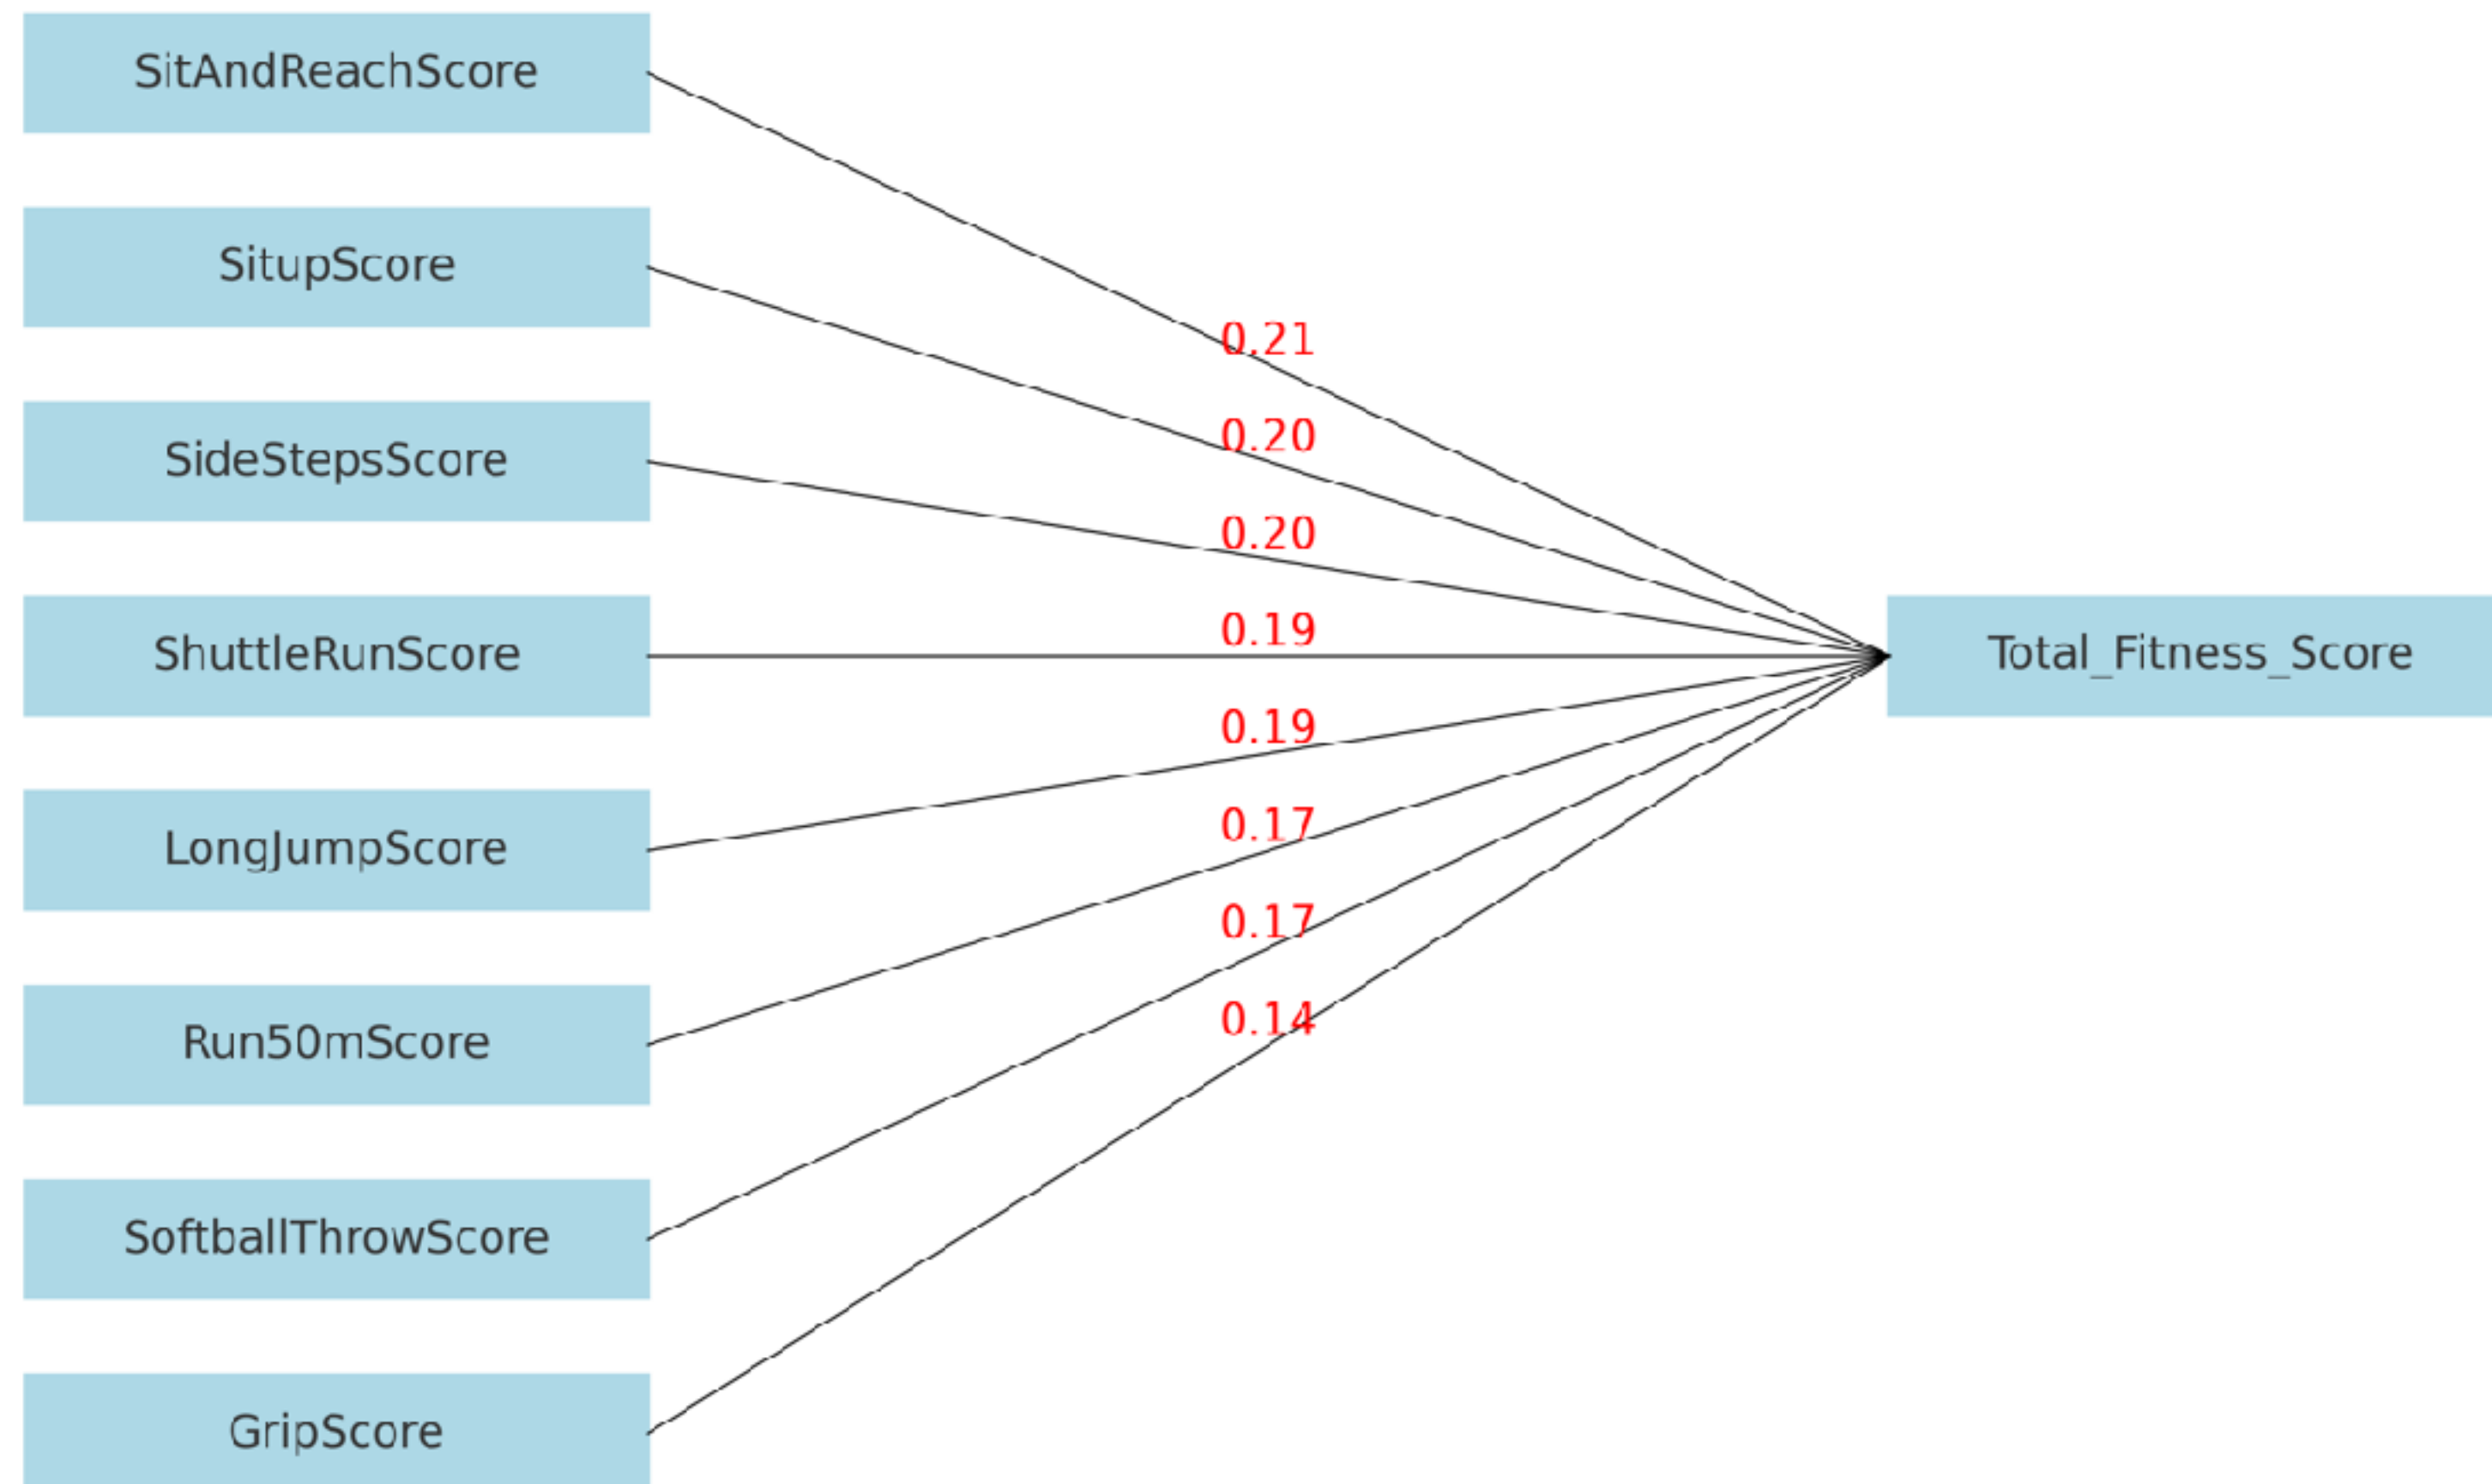 SitAndReachScore
SitupScore
SideStepsScore
ShuttleRunScore
LongJumpScore
Run50mScore
SoftballThrowScore
GripScore
0.21
0.20
0.20
0.19
0.19
0.17
0.17
0.14
Total_Fitness_Score